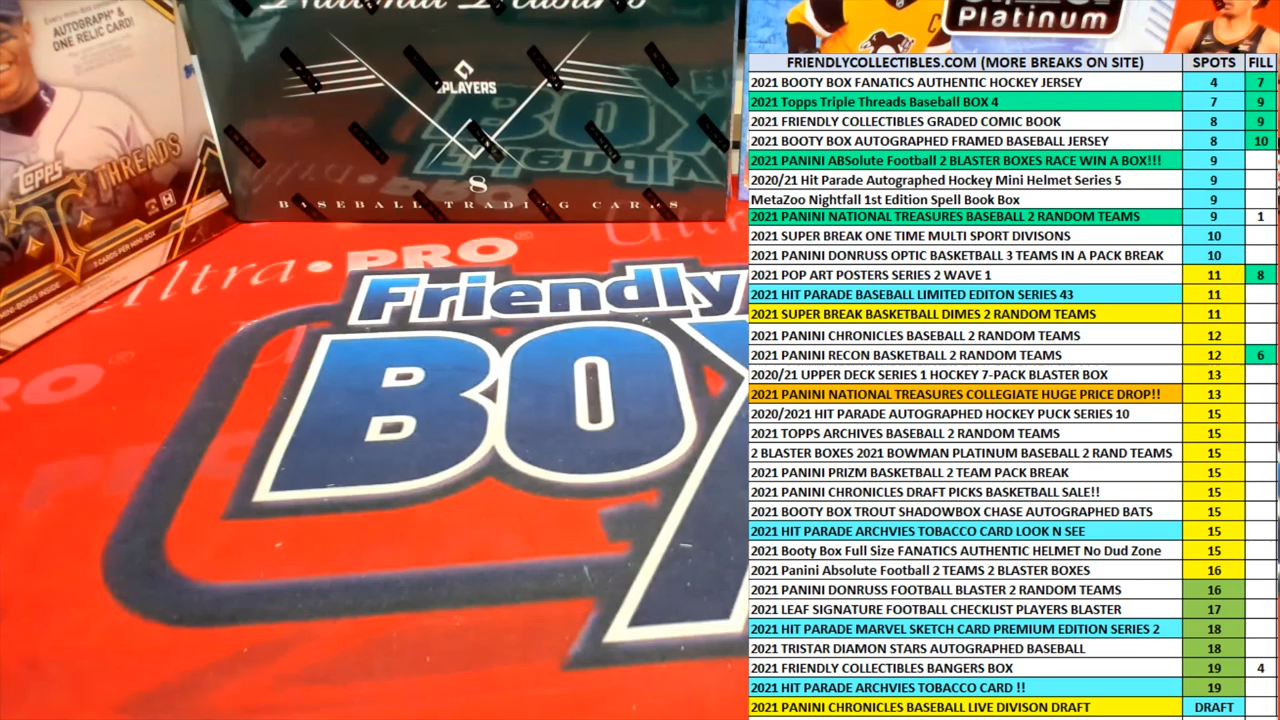 National Treasures
AUTOGRAPH &
ONE RELIC CARD!
PLAYERS
8
BASEBALL TRADING CARDS
topps
THREADS
7 CARDS PER MINI-BOX
MINI-BOXES INSIDE
ultra•PRO®
Friendly
BOX
Platinum
FRIENDLYCOLLECTIBLES.COM (MORE BREAKS ON SITE) SPOTS FILL
2021 BOOTY BOX FANATICS AUTHENTIC HOCKEY JERSEY 4 7
2021 Topps Triple Threads Baseball BOX 4 7 9
2021 FRIENDLY COLLECTIBLES GRADED COMIC BOOK 8 9
2021 BOOTY BOX AUTOGRAPHED FRAMED BASEBALL JERSEY 8 10
2021 PANINI ABSolute Football 2 BLASTER BOXES RACE WIN A BOX!!! 9
2020/21 Hit Parade Autographed Hockey Mini Helmet Series 5 9
MetaZoo Nightfall 1st Edition Spell Book Box 9
2021 PANINI NATIONAL TREASURES BASEBALL 2 RANDOM TEAMS 9 1
2021 SUPER BREAK ONE TIME MULTI SPORT DIVISONS 10
2021 PANINI DONRUSS OPTIC BASKETBALL 3 TEAMS IN A PACK BREAK 10
2021 POP ART POSTERS SERIES 2 WAVE 1 11 8
2021 HIT PARADE BASEBALL LIMITED EDITON SERIES 43 11
2021 SUPER BREAK BASKETBALL DIMES 2 RANDOM TEAMS 11
2021 PANINI CHRONICLES BASEBALL 2 RANDOM TEAMS 12
2021 PANINI RECON BASKETBALL 2 RANDOM TEAMS 12 6
2020/21 UPPER DECK SERIES 1 HOCKEY 7-PACK BLASTER BOX 13
2021 PANINI NATIONAL TREASURES COLLEGIATE HUGE PRICE DROP!! 13
2020/2021 HIT PARADE AUTOGRAPHED HOCKEY PUCK SERIES 10 15
2021 TOPPS ARCHIVES BASEBALL 2 RANDOM TEAMS 15
2 BLASTER BOXES 2021 BOWMAN PLATINUM BASEBALL 2 RAND TEAMS 15
2021 PANINI PRIZM BASKETBALL 2 TEAM PACK BREAK 15
2021 PANINI CHRONICLES DRAFT PICKS BASKETBALL SALE!! 15
2021 BOOTY BOX TROUT SHADOWBOX CHASE AUTOGRAPHED BATS 15
2021 HIT PARADE ARCHVIES TOBACCO CARD LOOK N SEE 15
2021 Booty Box Full Size FANATICS AUTHENTIC HELMET No Dud Zone 15
2021 Panini Absolute Football 2 TEAMS 2 BLASTER BOXES 16
2021 PANINI DONRUSS FOOTBALL BLASTER 2 RANDOM TEAMS 16
2021 LEAF SIGNATURE FOOTBALL CHECKLIST PLAYERS BLASTER 17
2021 HIT PARADE MARVEL SKETCH CARD PREMIUM EDITION SERIES 2 18
2021 TRISTAR DIAMON STARS AUTOGRAPHED BASEBALL 18
2021 FRIENDLY COLLECTIBLES BANGERS BOX 19 4
2021 HIT PARADE ARCHVIES TOBACCO CARD !! 19
2021 PANINI CHRONICLES BASEBALL LIVE DIVISON DRAFT DRAFT